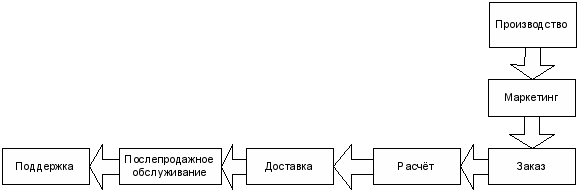 Производство
Маркетинг
Поддержка
Послепродажное
обслуживание
Доставка
Расчёт
Заказ